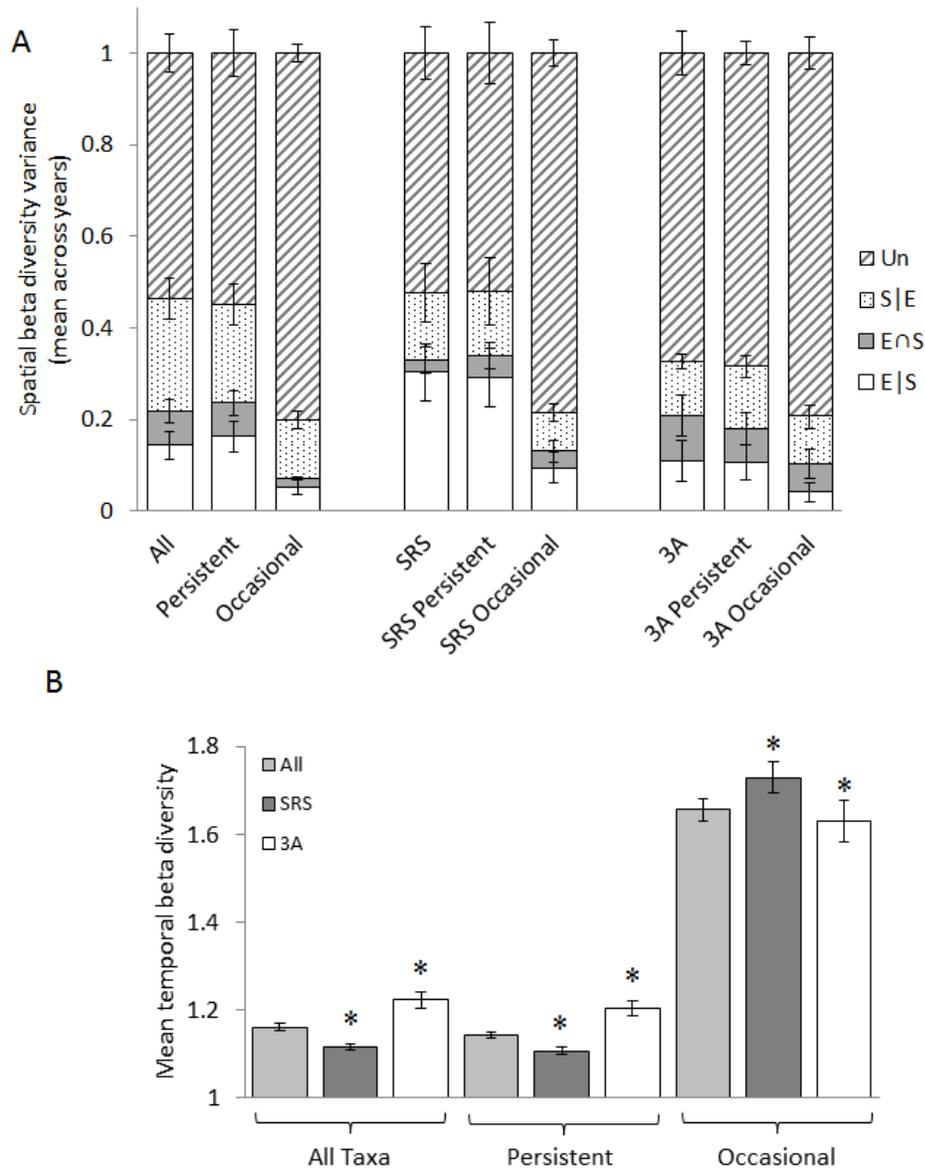 A
Spatial beta diversity variance
(mean across years)
1
0.8
0.6
0.4
0.2
0
All
Persistent
Occasional
SRS
SRS Persistent
SRS Occasional
3A
3A Persistent
3A Occasional
Un
S|E
E∩S
E|S
B
Mean temporal beta diversity
1.8
1.6
1.4
1.2
1
All
SRS
3A
*
*
*
*
*
*
All Taxa
Persistent
Occasional